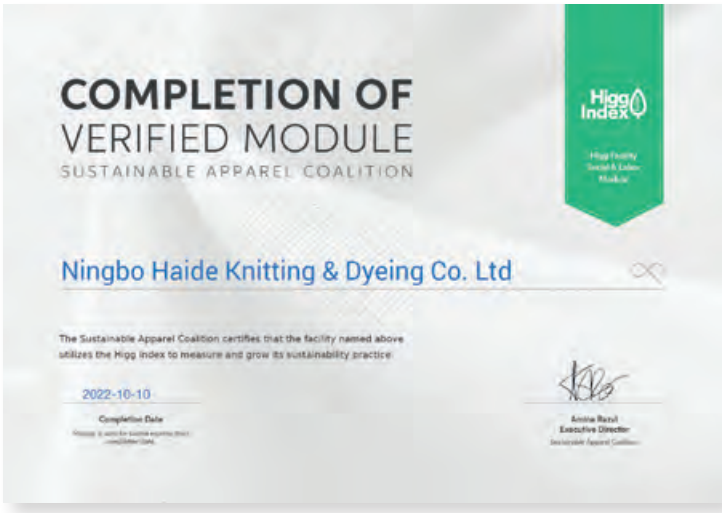 COMPLETION OF
VERIFIED MODULE
SUSTAINABLE APPAREL COALITION
Higg
Index
Higg Facility
Social & Labor
Module
Ningbo Haide Knitting & Dyeing Co. Ltd
The Sustainable Apparel Coalition certifies that the facility named above
utilizes the Higg Index to measure and grow its sustainability practice
2022-10-10
Completion Date
completion date.
Amina Razvi
Executive Director
Sustainable Apparel Coalition